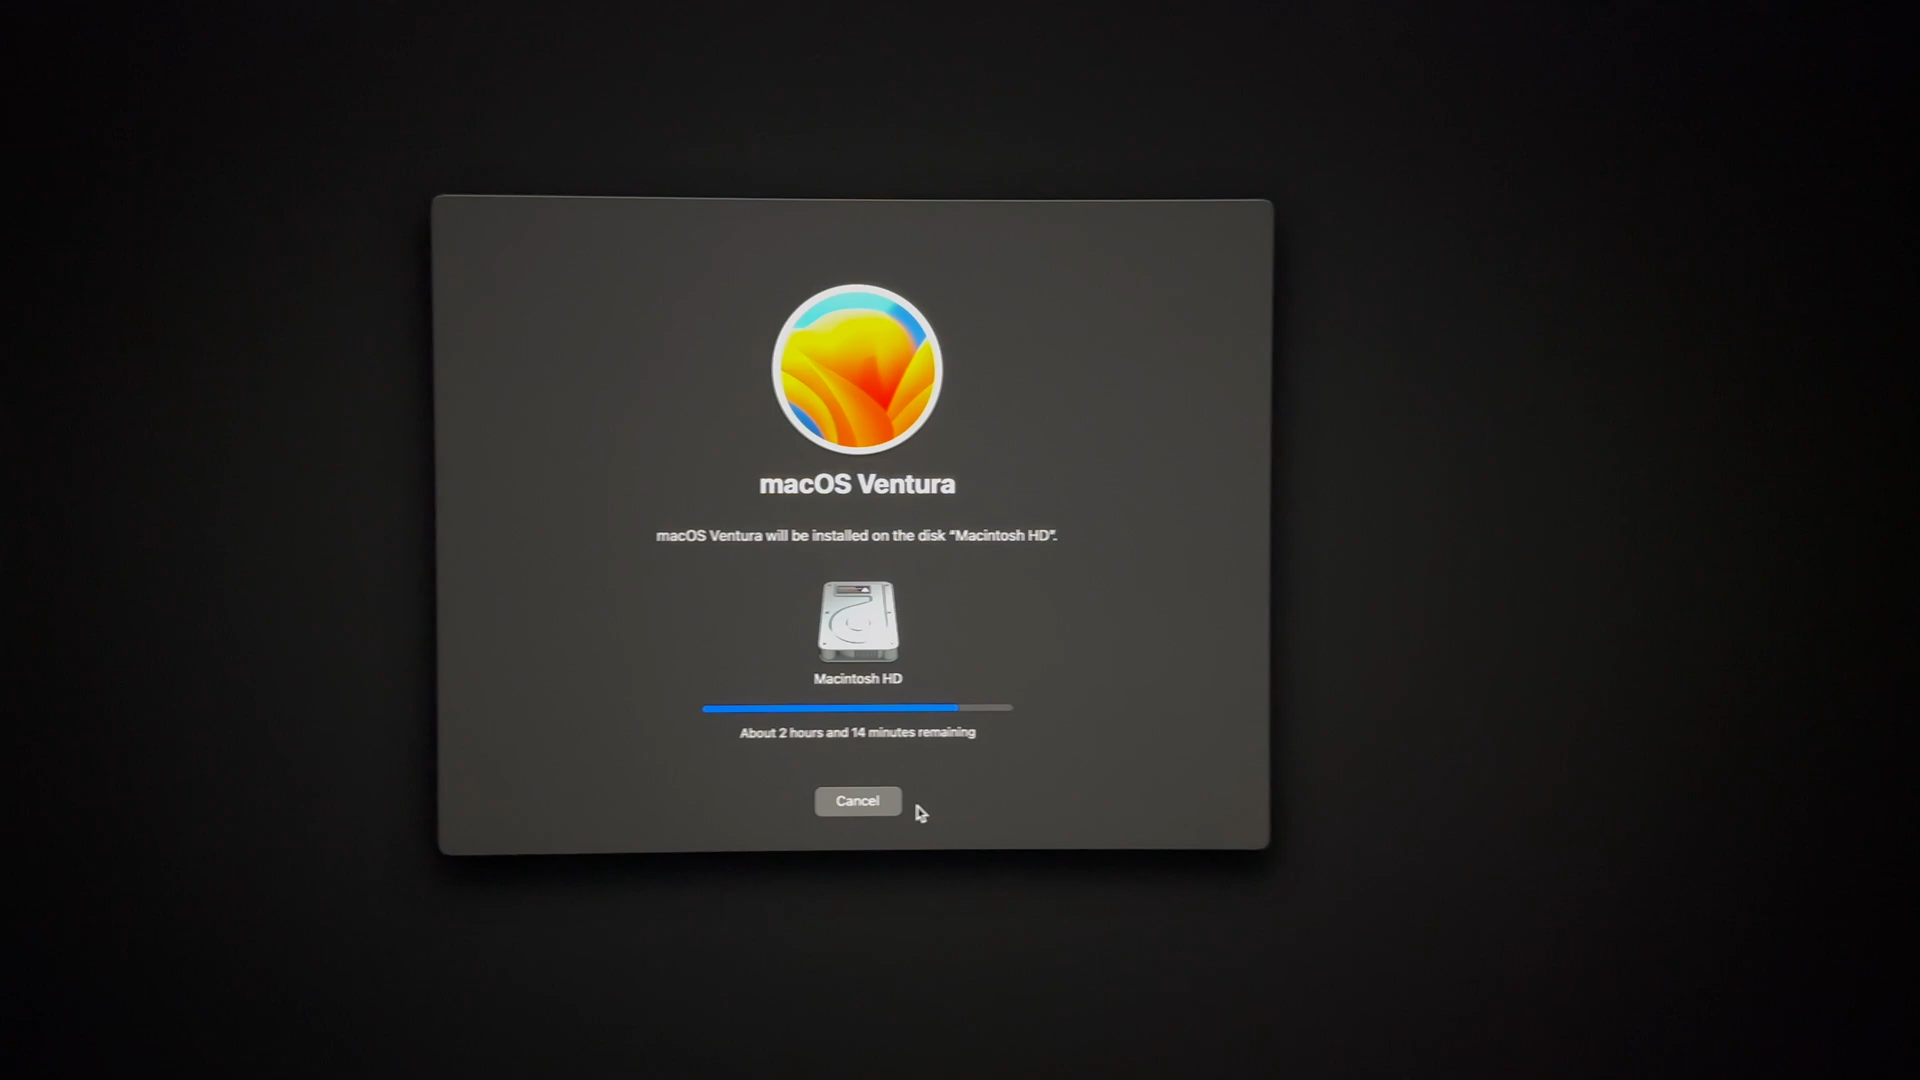 macOS Ventura
macOS Ventura will be installed on the disk “Macintosh HD”.
Macintosh HD
About 2 hours and 14 minutes remaining
Cancel